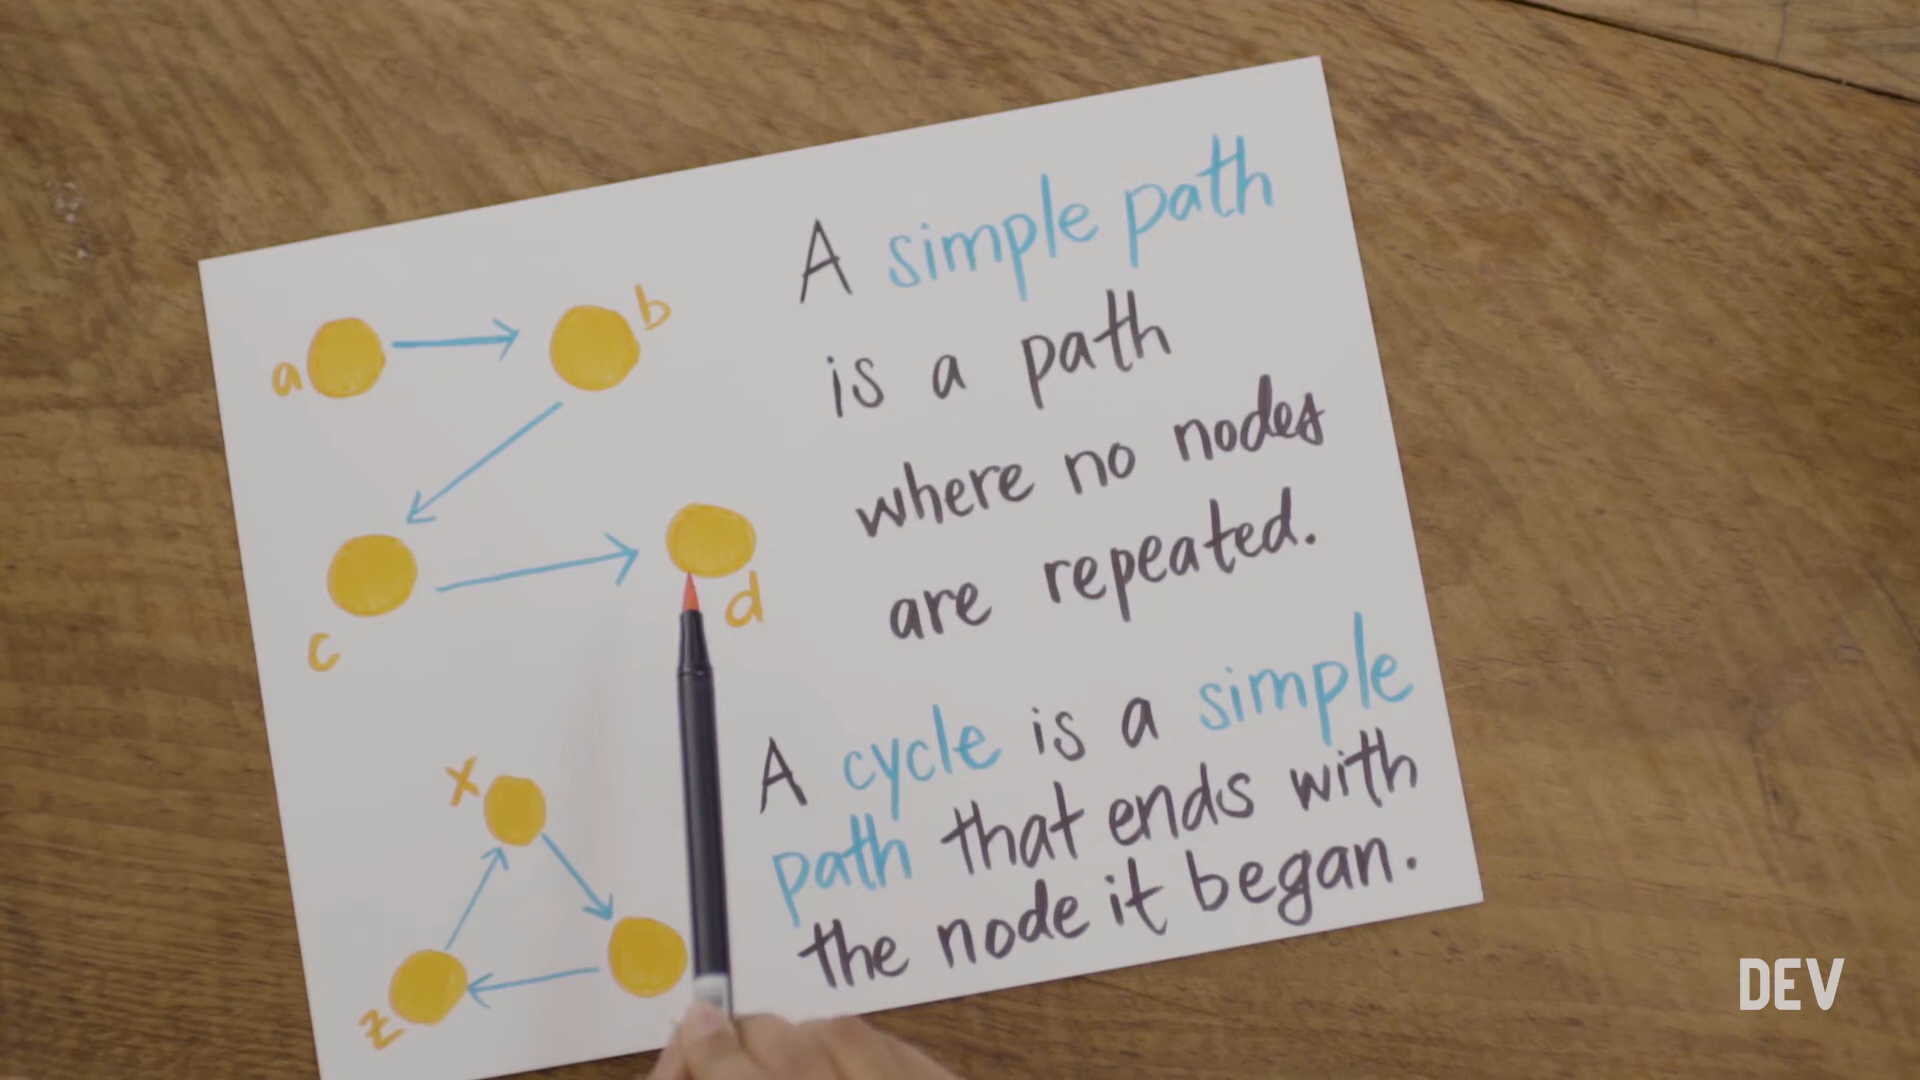 A simple path
is a path
where no nodes
are repeated.
A cycle is a simple
path that ends with
the node it began.
a
b
c
d
x
z
DEV